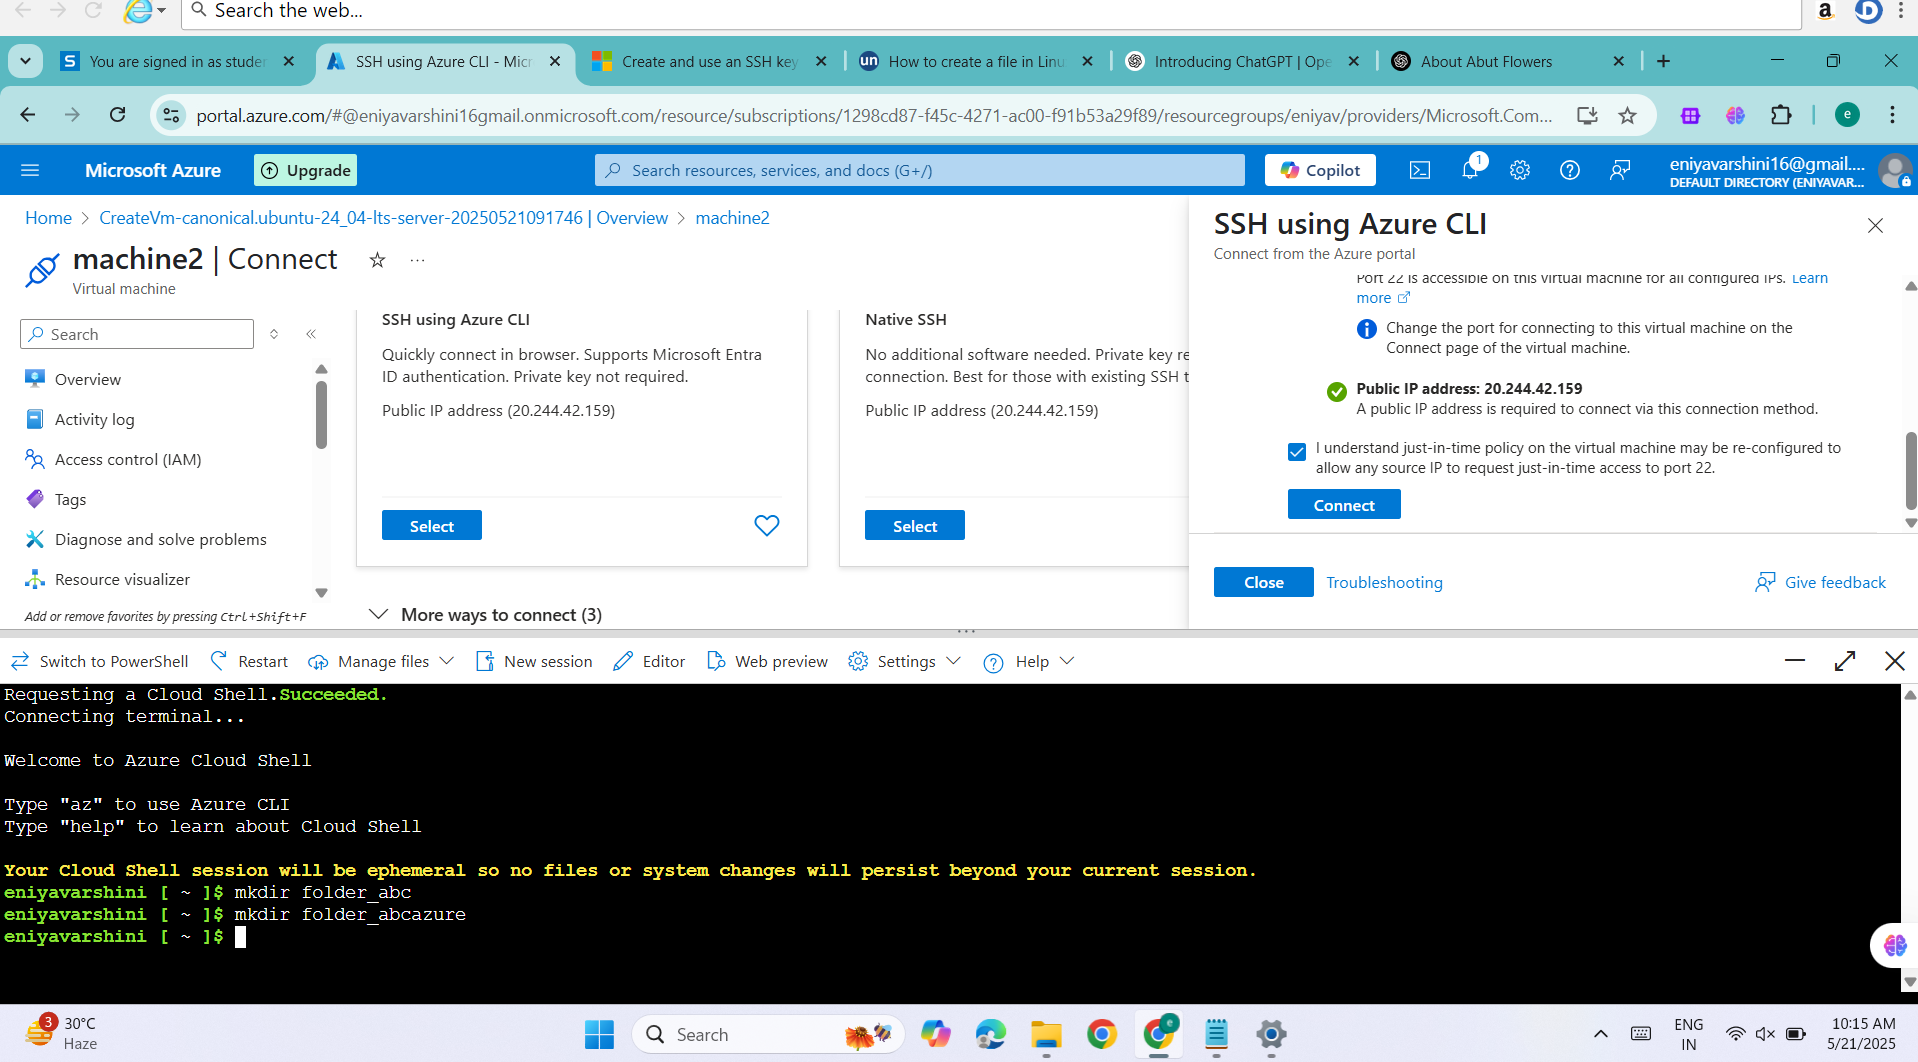 Search the web...
You are signed in as studer
SSH using Azure CLI - Micr
Create and use an SSH key
How to create a file in Linu
Introducing ChatGPT | Ope
About Abut Flowers
portal.azure.com/#@eniyavarshini16gmail.onmicrosoft.com/resource/subscriptions/1298cd87-f45c-4271-ac00-f91b53a29f89/resourcegroups/eniyav/providers/Microsoft.Com...
e
Microsoft Azure
Upgrade
Search resources, services, and docs (G+/)
Copilot
1
eniyavarshini16@gmail....
DEFAULT DIRECTORY (ENIYAVAR...
Home > CreateVm-canonical.ubuntu-24_04-lts-server-20250521091746 | Overview > machine2
machine2 | Connect
Virtual machine
Search
Overview
Activity log
Access control (IAM)
Tags
Diagnose and solve problems
Resource visualizer
Add or remove favorites by pressing Ctrl+Shift+F
SSH using Azure CLI
Quickly connect in browser. Supports Microsoft Entra
ID authentication. Private key not required.
Public IP address (20.244.42.159)
Select
Native SSH
No additional software needed. Private key re
connection. Best for those with existing SSH t
Public IP address (20.244.42.159)
Select
More ways to connect (3)
SSH using Azure CLI
Connect from the Azure portal
Port 22 is accessible on this virtual machine for all configured IPs. Learn
more
Change the port for connecting to this virtual machine on the
Connect page of the virtual machine.
Public IP address: 20.244.42.159
A public IP address is required to connect via this connection method.
I understand just-in-time policy on the virtual machine may be re-configured to
allow any source IP to request just-in-time access to port 22.
Connect
Close
Troubleshooting
Give feedback
Switch to PowerShell
Restart
Manage files
New session
Editor
Web preview
Settings
Help
Requesting a Cloud Shell.Succeeded.
Connecting terminal...
Welcome to Azure Cloud Shell
Type "az" to use Azure CLI
Type "help" to learn about Cloud Shell
Your Cloud Shell session will be ephemeral so no files or system changes will persist beyond your current session.
eniyavarshini [ ~ ]$ mkdir folder_abc
eniyavarshini [ ~ ]$ mkdir folder_abcazure
eniyavarshini [ ~ ]$
3
30°C
Haze
Search
e
ENG
IN
10:15 AM
5/21/2025